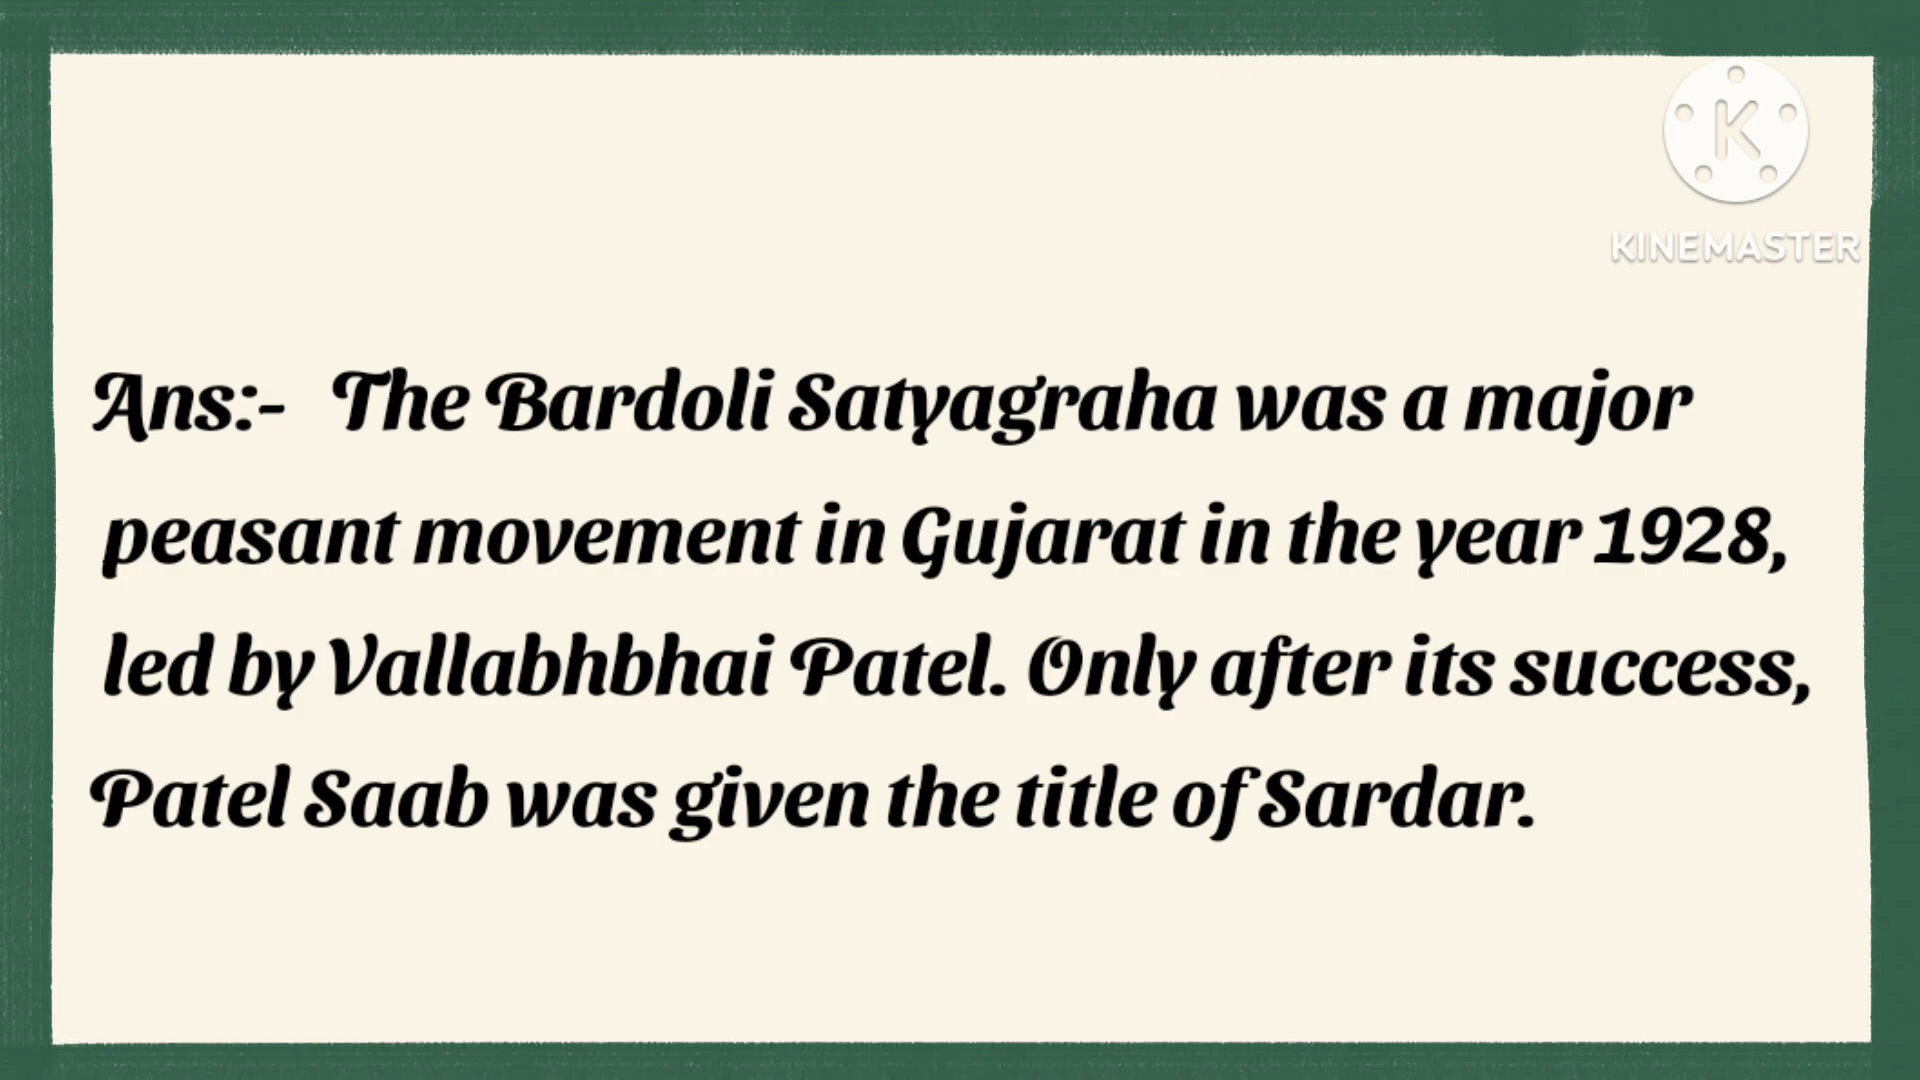 K
KINEMASTER
Ans:- The Bardoli Satyagraha was a major
peasant movement in Gujarat in the year 1928,
led by Vallabhbhai Patel. Only after its success,
Patel Saab was given the title of Sardar.